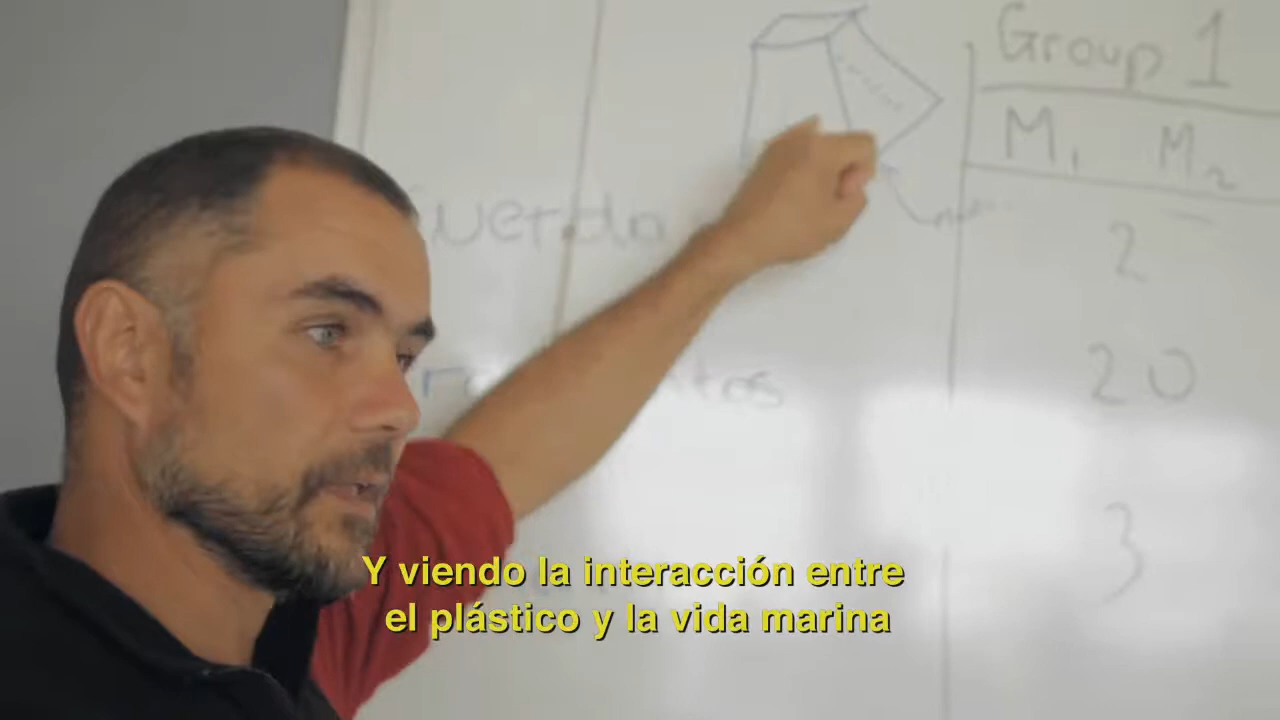 Group 1
M₁ M₂
2
20
3
Y viendo la interacción entre
el plástico y la vida marina